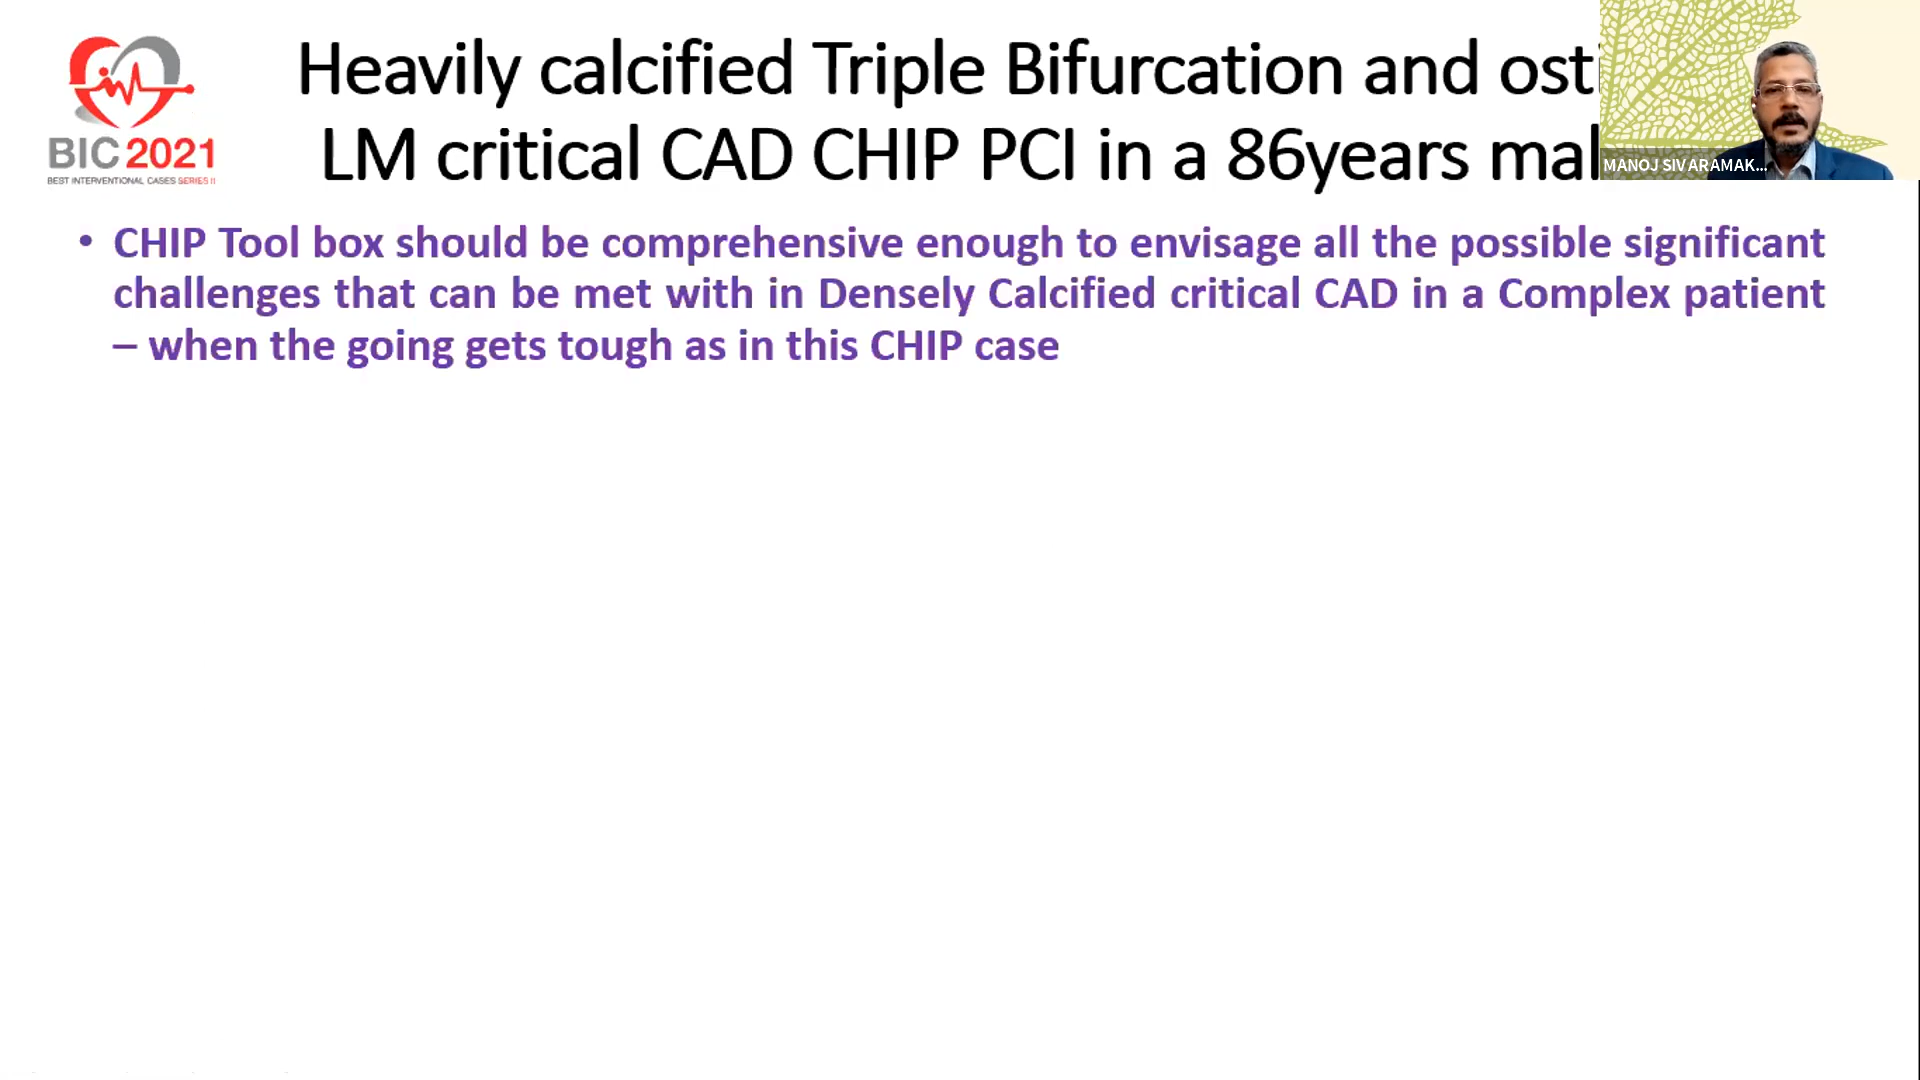 Heavily calcified Triple Bifurcation and osti
LM critical CAD CHIP PCI in a 86years mal
BIC 2021
BEST INTERVENTIONAL CASES SERIES II
MANOJ SIVARAMAK...
• CHIP Tool box should be comprehensive enough to envisage all the possible significant
challenges that can be met with in Densely Calcified critical CAD in a Complex patient
– when the going gets tough as in this CHIP case